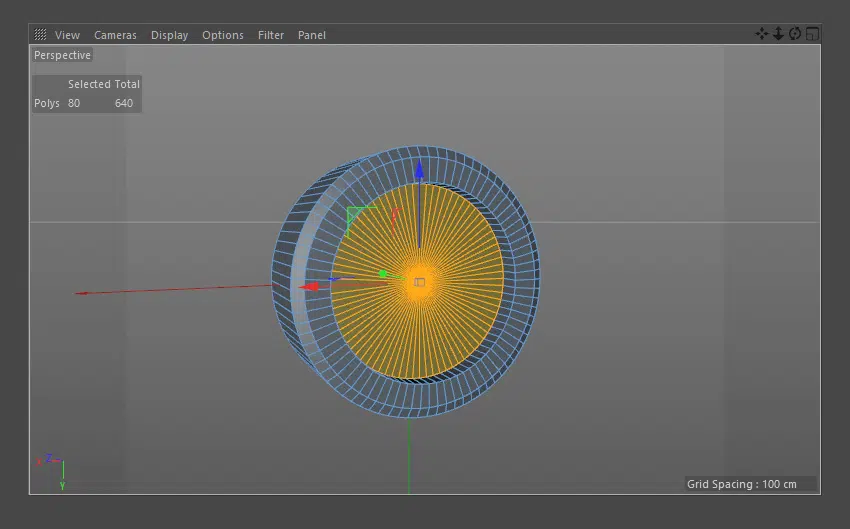 View Cameras Display Options Filter Panel
Perspective
Selected Total
Polys 80 640
Z
Y
Grid Spacing : 100 cm